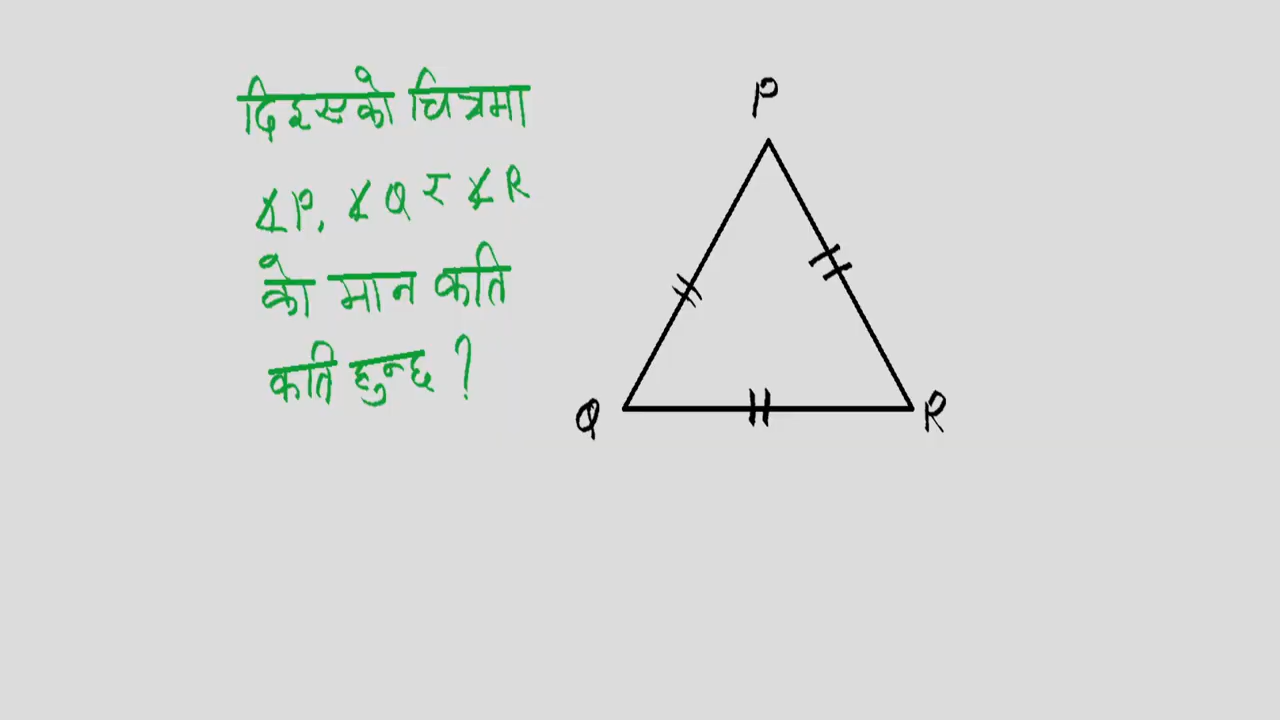 दिइएको चित्रमा
∡P, ∡Q र ∡R
को मान कति
कति हुन्छ ?
P
Q
R